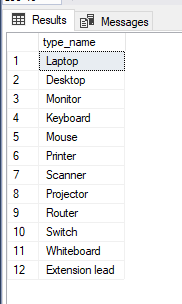 Results Messages
type_name
1 Laptop
2 Desktop
3 Monitor
4 Keyboard
5 Mouse
6 Printer
7 Scanner
8 Projector
9 Router
10 Switch
11 Whiteboard
12 Extension lead